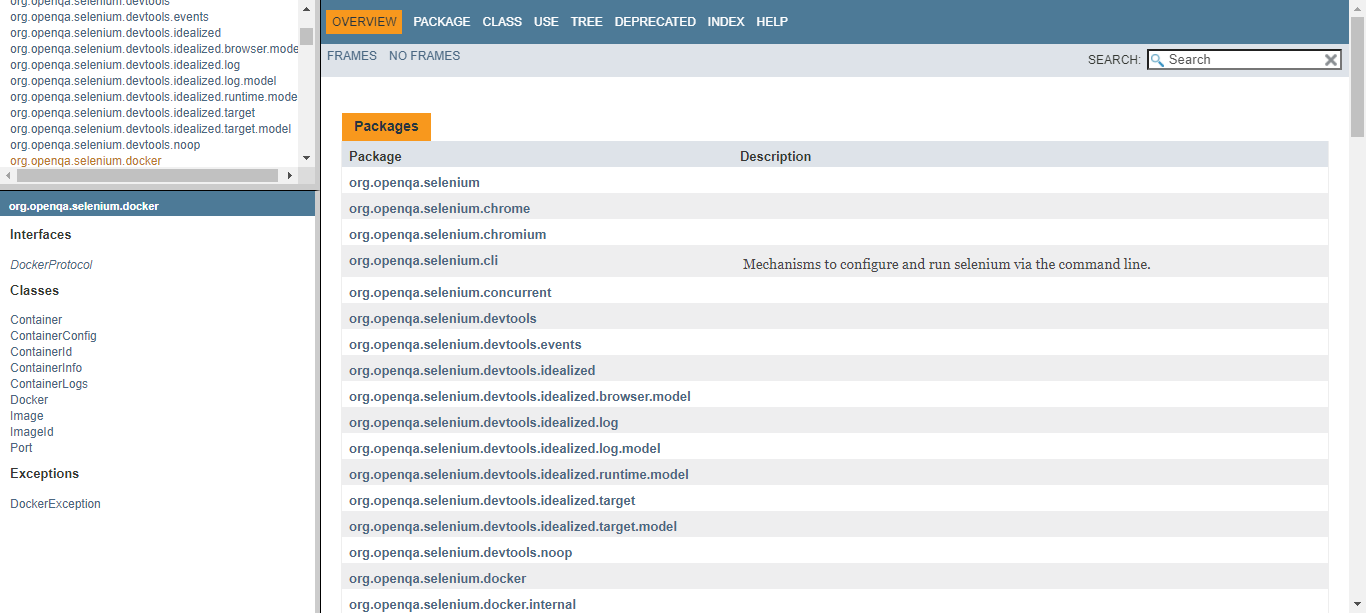 org.openqa.selenium.devtools
org.openqa.selenium.devtools.events
org.openqa.selenium.devtools.idealized
org.openqa.selenium.devtools.idealized.browser.mode
org.openqa.selenium.devtools.idealized.log
org.openqa.selenium.devtools.idealized.log.model
org.openqa.selenium.devtools.idealized.runtime.mode
org.openqa.selenium.devtools.idealized.target
org.openqa.selenium.devtools.idealized.target.model
org.openqa.selenium.devtools.noop
org.openqa.selenium.docker
org.openqa.selenium.docker
Interfaces
DockerProtocol
Classes
Container
ContainerConfig
ContainerId
ContainerInfo
ContainerLogs
Docker
Image
ImageId
Port
Exceptions
DockerException
OVERVIEW PACKAGE CLASS USE TREE DEPRECATED INDEX HELP
FRAMES NO FRAMES SEARCH: Search
Packages
Package Description
org.openqa.selenium
org.openqa.selenium.chrome
org.openqa.selenium.chromium
org.openqa.selenium.cli Mechanisms to configure and run selenium via the command line.
org.openqa.selenium.concurrent
org.openqa.selenium.devtools
org.openqa.selenium.devtools.events
org.openqa.selenium.devtools.idealized
org.openqa.selenium.devtools.idealized.browser.model
org.openqa.selenium.devtools.idealized.log
org.openqa.selenium.devtools.idealized.log.model
org.openqa.selenium.devtools.idealized.runtime.model
org.openqa.selenium.devtools.idealized.target
org.openqa.selenium.devtools.idealized.target.model
org.openqa.selenium.devtools.noop
org.openqa.selenium.docker
org.openqa.selenium.docker.internal